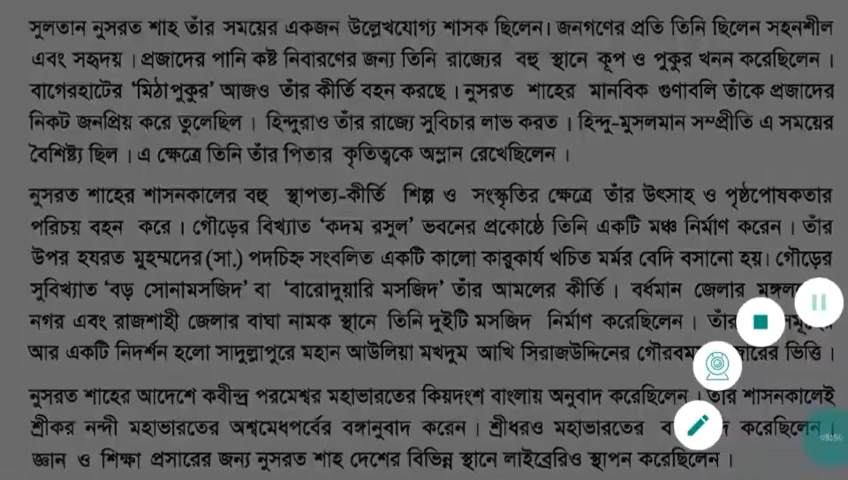 সুলতান নুসরত শাহ তাঁর সময়ের একজন উল্লেখযোগ্য শাসক ছিলেন। জনগণের প্রতি তিনি ছিলেন সহনশীল
এবং সহৃদয় । প্রজাদের পানি কষ্ট নিবারণের জন্য তিনি রাজ্যের বহু স্থানে কূপ ও পুকুর খনন করেছিলেন ।
বাগেরহাটের ‘মিঠাপুকুর’ আজও তাঁর কীর্তি বহন করছে । নুসরত শাহের মানবিক গুণাবলি তাঁকে প্রজাদের
নিকট জনপ্রিয় করে তুলেছিল । হিন্দুরাও তাঁর রাজ্যে সুবিচার লাভ করত । হিন্দু-মুসলমান সম্প্রীতি এ সময়ের
বৈশিষ্ট্য ছিল । এ ক্ষেত্রে তিনি তাঁর পিতার কৃতিত্বকে অম্লান রেখেছিলেন ।
নুসরত শাহের শাসনকালের বহু স্থাপত্য-কীর্তি শিল্প ও সংস্কৃতির ক্ষেত্রে তাঁর উৎসাহ ও পৃষ্ঠপোষকতার
পরিচয় বহন করে । গৌড়ের বিখ্যাত ‘কদম রসুল’ ভবনের প্রকোষ্ঠে তিনি একটি মঞ্চ নির্মাণ করেন । তাঁর
উপর হযরত মুহম্মদের (সা.) পদচিহ্ন সংবলিত একটি কালো কারুকার্য খচিত মর্মর বেদি বসানো হয়। গৌড়ের
সুবিখ্যাত ‘বড় সোনামসজিদ’ বা ‘বারোদুয়ারি মসজিদ’ তাঁর আমলের কীর্তি । বর্ধমান জেলার
নগর এবং রাজশাহী জেলার বাঘা নামক স্থানে তিনি দুইটি মসজিদ নির্মাণ করেছিলেন ।
আর একটি নিদর্শন হলো সাদুল্লাপুরে মহান আউলিয়া মখদুম আখি সিরাজউদ্দিনের ভিত্তি ।
নুসরত শাহের আদেশে কবীন্দ্র পরমেশ্বর মহাভারতের কিয়দংশ বাংলায় অনুবাদ করেছিলেন । তাঁর শাসনকালেই
শ্রীকর নন্দী মহাভারতের অশ্বমেধপর্বের বঙ্গানুবাদ করেন । শ্রীধরও মহাভারতের করেছিলেন ।
জ্ঞান ও শিক্ষা প্রসারের জন্য নুসরত শাহ দেশের বিভিন্ন স্থানে লাইব্রেরিও স্থাপন করেছিলেন ।